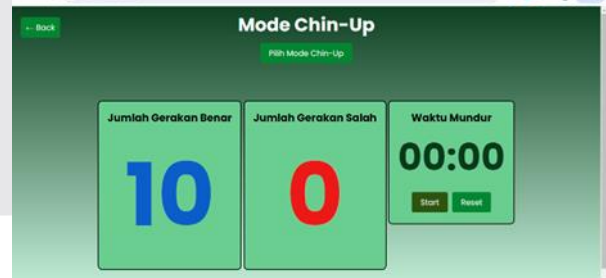 ← Back
Mode Chin-Up
Pilih Mode Chin-Up
Jumlah Gerakan Benar
10
Jumlah Gerakan Salah
0
Waktu Mundur
00:00
Start Reset